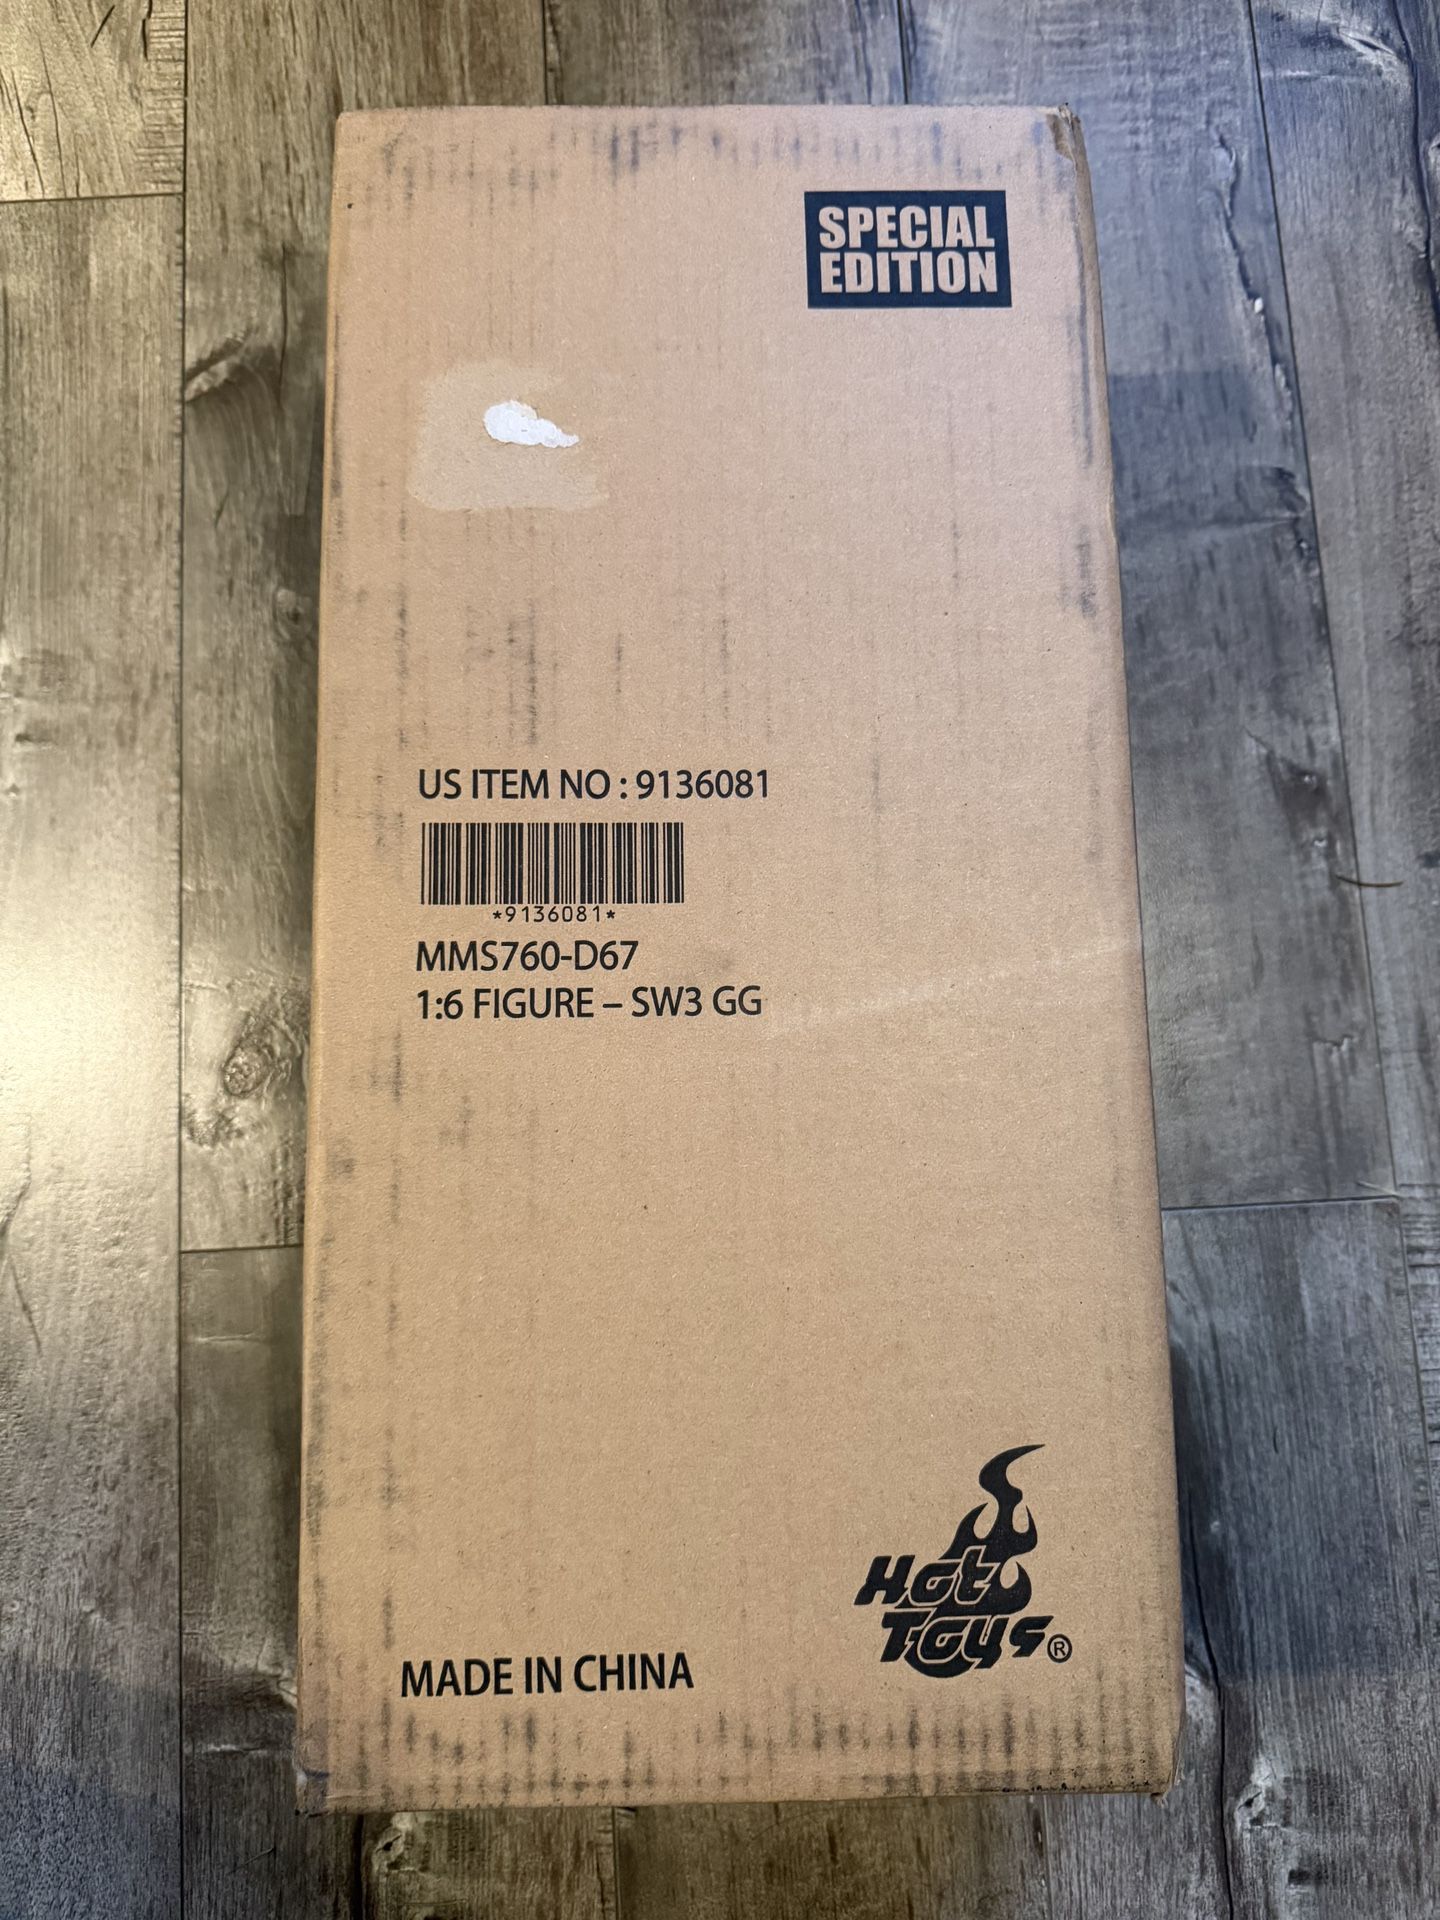 SPECIAL
EDITION
US ITEM NO : 9136081
*9136081*
MMS760-D67
1:6 FIGURE – SW3 GG
Hot
Toys®
MADE IN CHINA